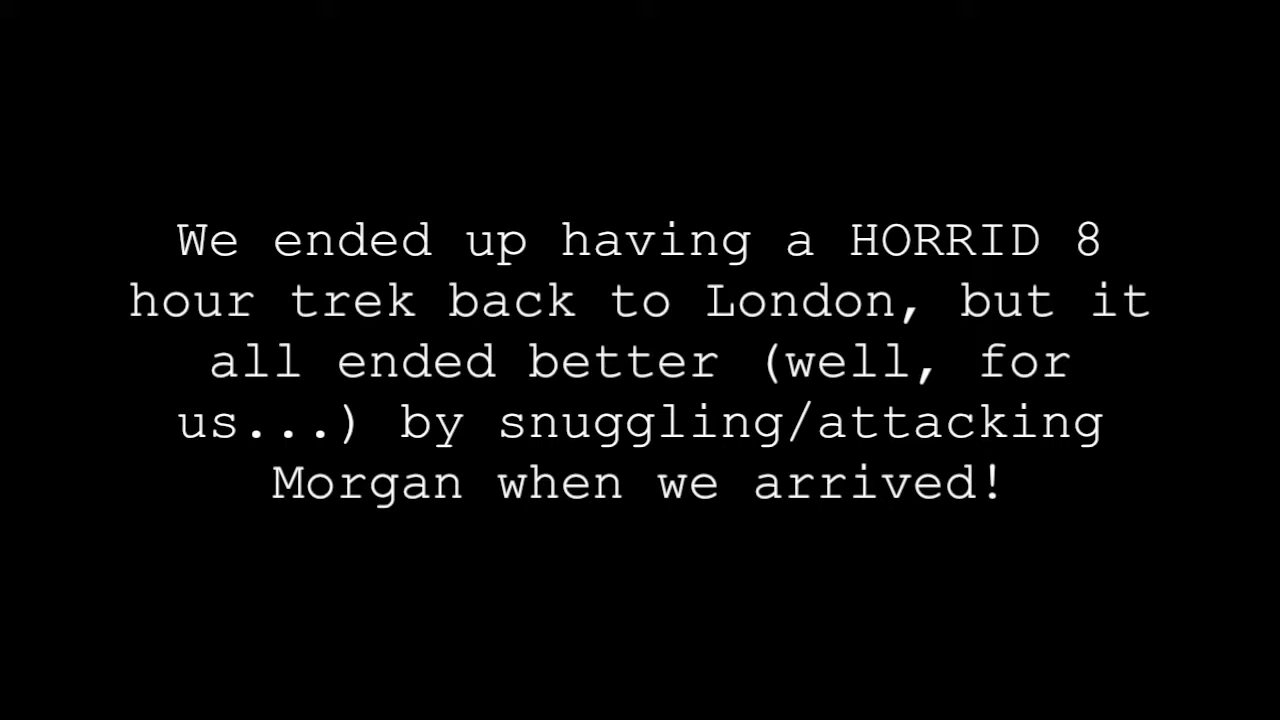 We ended up having a HORRID 8
hour trek back to London, but it
all ended better (well, for
us...) by snuggling/attacking
Morgan when we arrived!